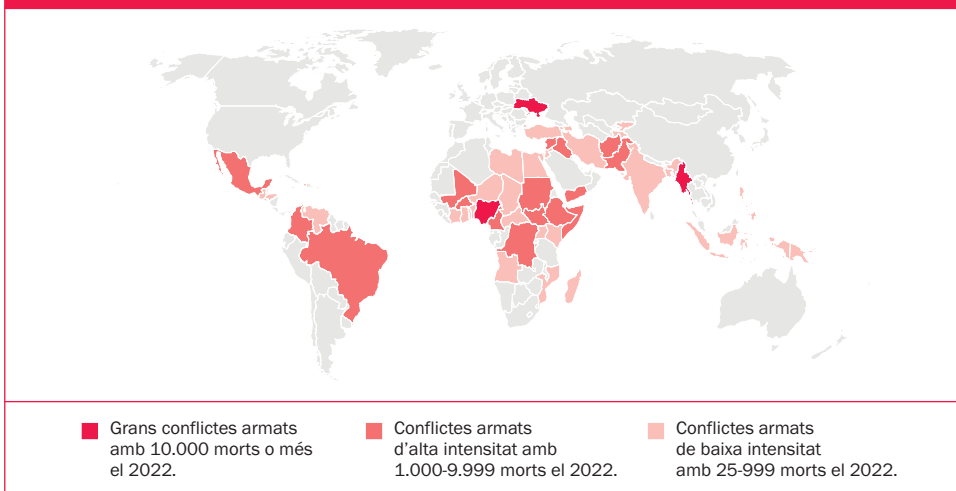 Grans conflictes armats
amb 10.000 morts o més
el 2022.
Conflictes armats
d’alta intensitat amb
1.000-9.999 morts el 2022.
Conflictes armats
de baixa intensitat
amb 25-999 morts el 2022.